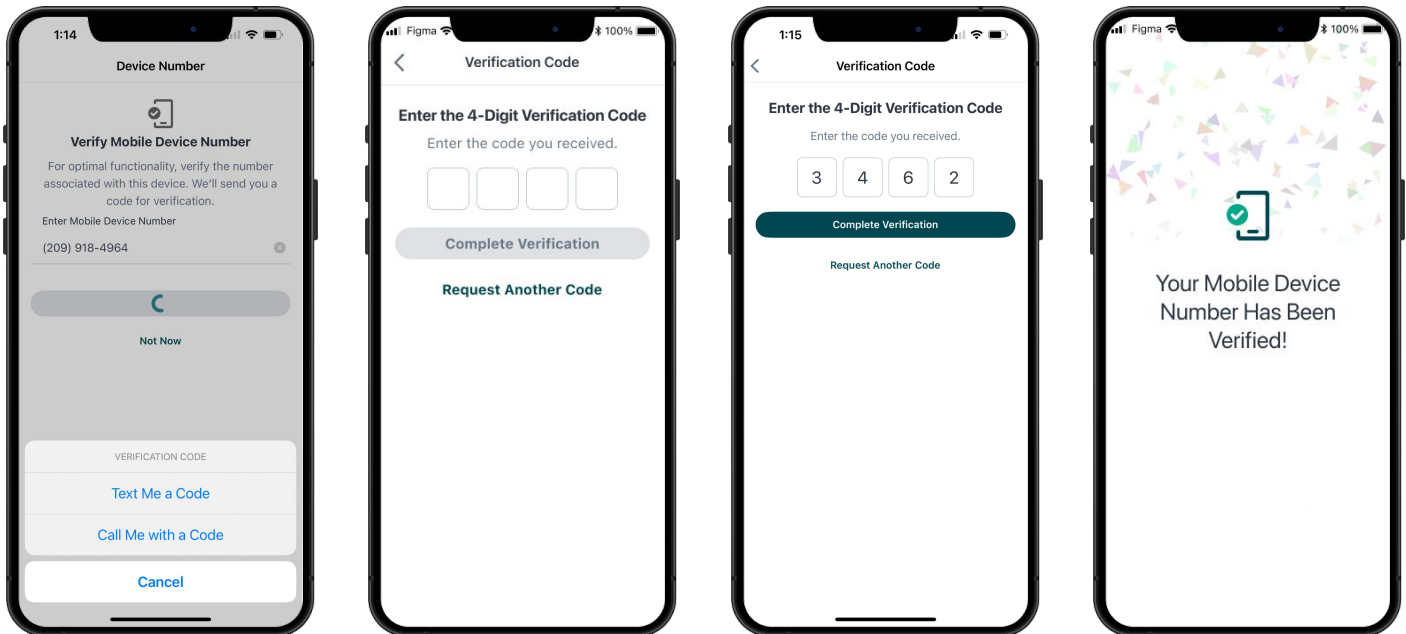 1:14
Device Number
Verify Mobile Device Number
For optimal functionality, verify the number
associated with this device. We'll send you a
code for verification.
Enter Mobile Device Number
(209) 918-4964
Not Now
VERIFICATION CODE
Text Me a Code
Call Me with a Code
Cancel
Figma
100%
Verification Code
Enter the 4-Digit Verification Code
Enter the code you received.
Complete Verification
Request Another Code
1:15
Verification Code
Enter the 4-Digit Verification Code
Enter the code you received.
3 4 6 2
Complete Verification
Request Another Code
Figma
100%
Your Mobile Device
Number Has Been
Verified!